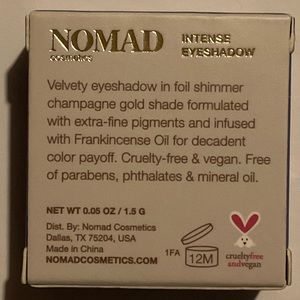 NOMAD
cosmetics
INTENSE
EYESHADOW
Velvety eyeshadow in foil shimmer
champagne gold shade formulated
with extra-fine pigments and infused
with Frankincense Oil for decadent
color payoff. Cruelty-free & vegan. Free
of parabens, phthalates & mineral oil.
NET WT 0.05 OZ / 1.5 G
Dist. By: Nomad Cosmetics
Dallas, TX 75204, USA
Made in China
NOMADCOSMETICS.COM
1FA
12M
crueltyfree
andvegan